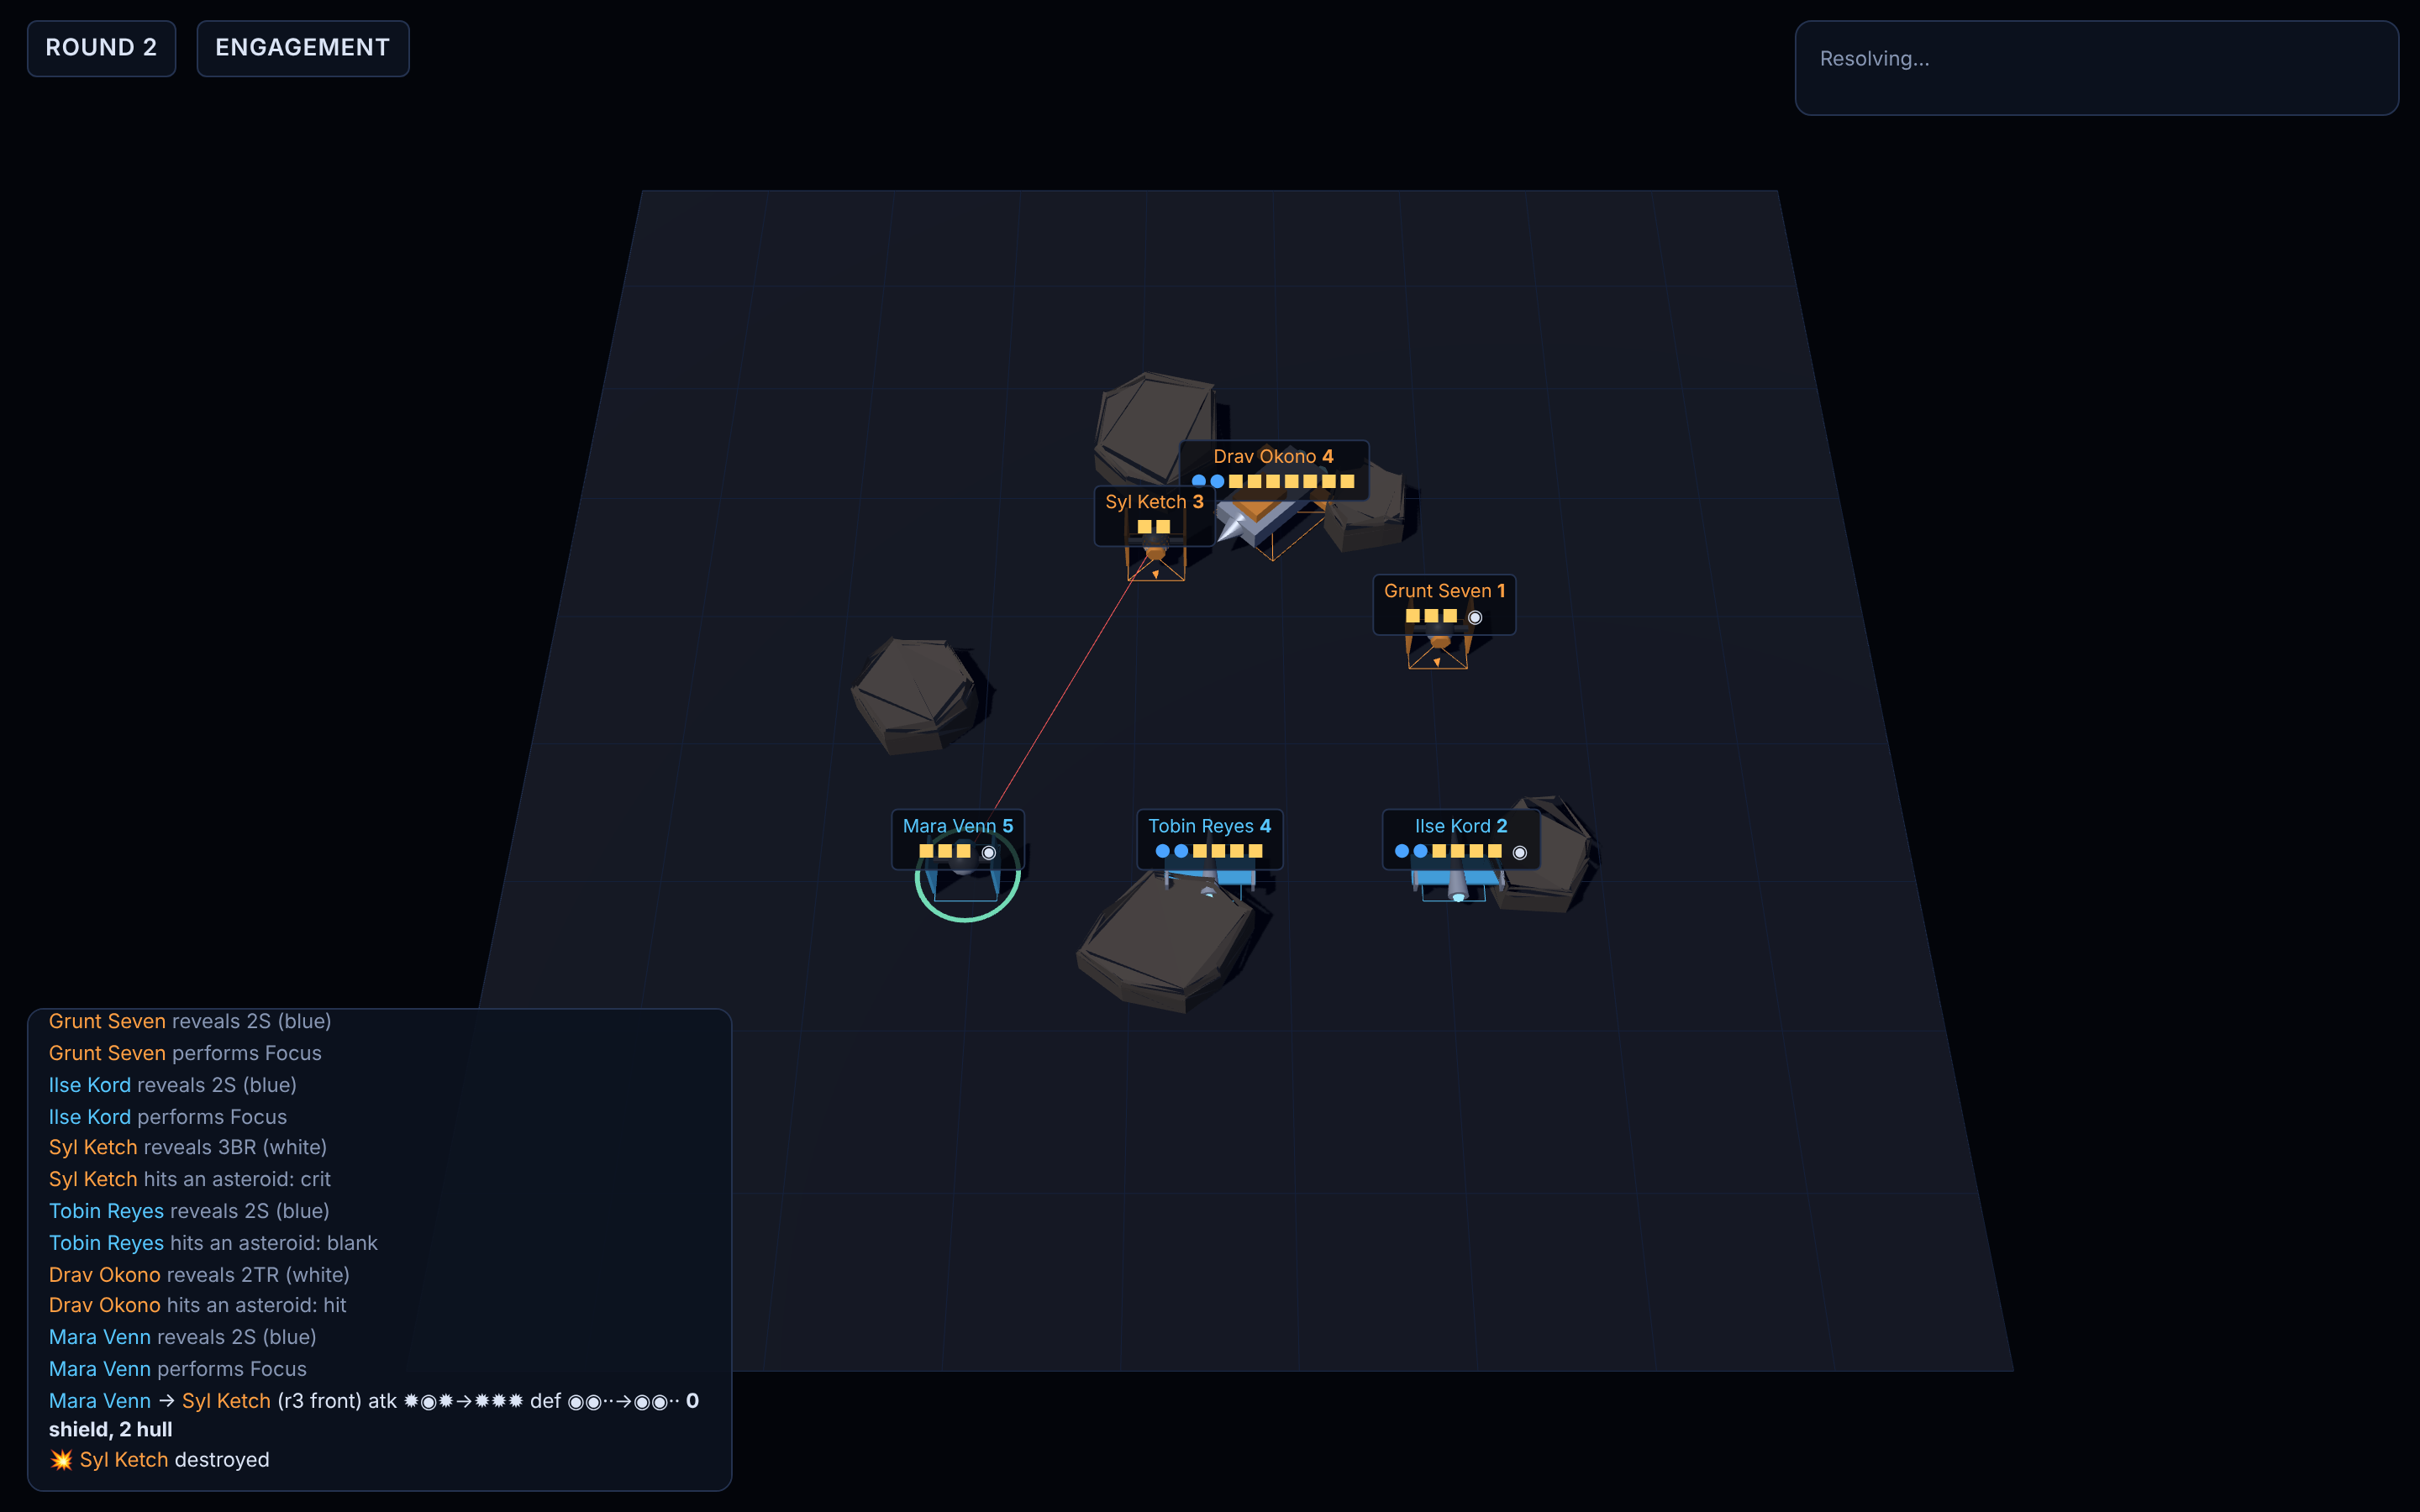 ROUND 2
ENGAGEMENT
Resolving...
Drav Okono 4
Syl Ketch 3
Grunt Seven 1
Mara Venn 5
Tobin Reyes 4
Ilse Kord 2
Grunt Seven reveals 2S (blue)
Grunt Seven performs Focus
Ilse Kord reveals 2S (blue)
Ilse Kord performs Focus
Syl Ketch reveals 3BR (white)
Syl Ketch hits an asteroid: crit
Tobin Reyes reveals 2S (blue)
Tobin Reyes hits an asteroid: blank
Drav Okono reveals 2TR (white)
Drav Okono hits an asteroid: hit
Mara Venn reveals 2S (blue)
Mara Venn performs Focus
Mara Venn → Syl Ketch (r3 front) atk ✹◉✹→✹✹✹ def ◉◉··→◉◉·· 0
shield, 2 hull
💥 Syl Ketch destroyed